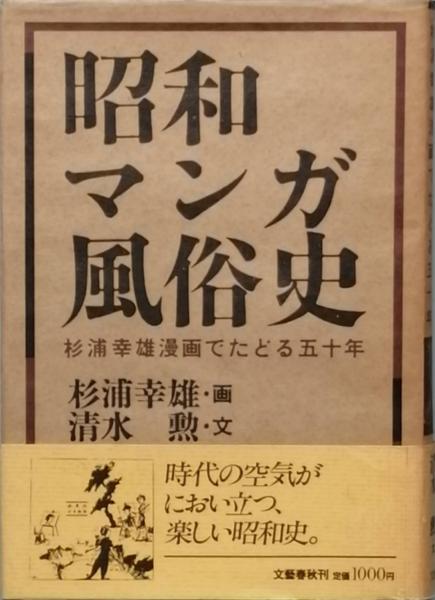 昭和
マンガ
風俗史
杉浦幸雄漫画でたどる五十年
杉浦幸雄・画
清水 勲・文
時代の空気が
におい立つ、
楽しい昭和史。
文藝春秋刊 定価1000円